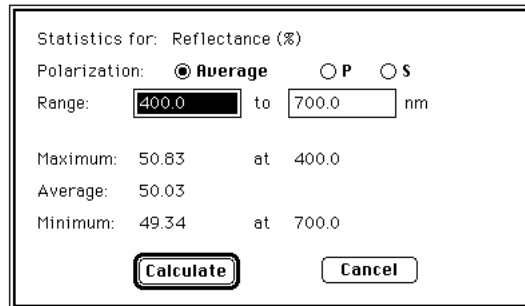 Statistics for: Reflectance (%)
Polarization: Average P S
Range: 400.0 to 700.0 nm
Maximum: 50.83 at 400.0
Average: 50.03
Minimum: 49.34 at 700.0
Calculate Cancel